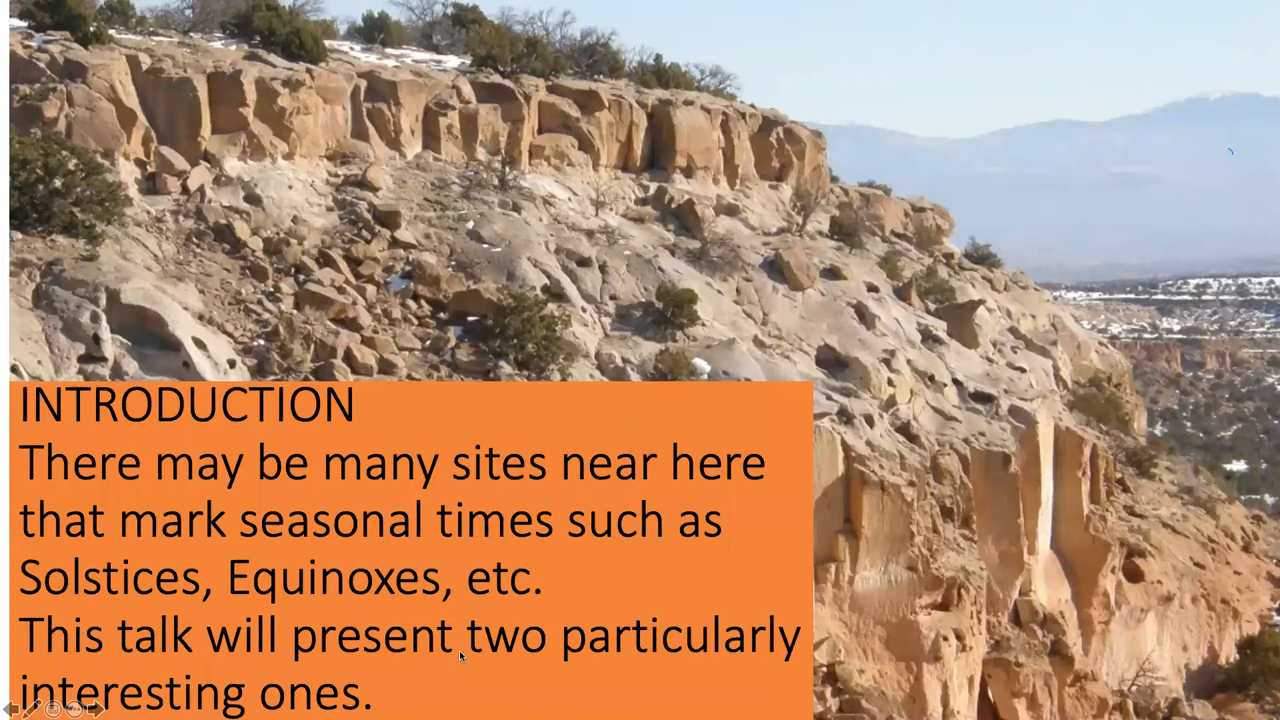 INTRODUCTION
There may be many sites near here
that mark seasonal times such as
Solstices, Equinoxes, etc.
This talk will present two particularly
interesting ones.